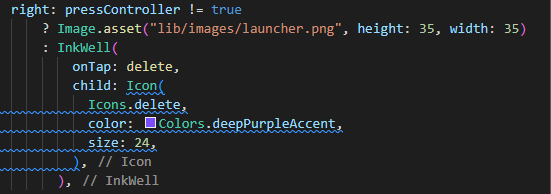 right: pressController != true
? Image.asset("lib/images/launcher.png", height: 35, width: 35)
: InkWell(
onTap: delete,
child: Icon(
Icons.delete,
color: Colors.deepPurpleAccent,
size: 24,
), // Icon
), // InkWell